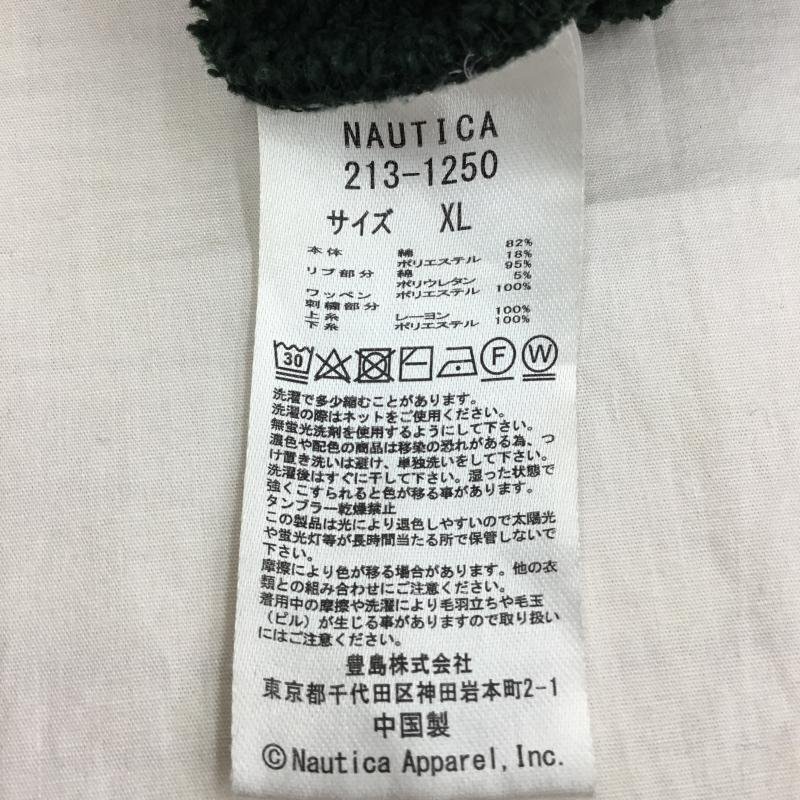 NAUTICA
213-1250
サイズ XL
本体 綿 82%
ポリエステル 18%
リブ部分 綿 95%
ポリウレタン 5%
ワッペン ポリエステル 100%
刺繍部分
上糸 レーヨン 100%
下糸 ポリエステル 100%
30 F W
洗濯で多少縮むことがあります。
洗濯の際はネットをご使用ください。
無蛍光洗剤を使用するようにして下さい。
濃色や配色の商品は移染の恐れがある為、つ
け置き洗いは避け、単独洗いをして下さい。
洗濯後はすぐに干して下さい。湿った状態で
強くこすられると色が移る事があります。
タンブラー乾燥禁止
この製品は光により退色しやすいので太陽光
や蛍光灯等が長時間当たる所で保管しないで
下さい。
摩擦により色が移る場合があります。他の衣
類との組み合わせにご注意ください。
着用中の摩擦や洗濯により毛羽立ちや毛玉
（ピル）が生じる事がありますので取り扱い
にはご注意ください。
豊島株式会社
東京都千代田区神田岩本町2-1
中国製
©Nautica Apparel, Inc.